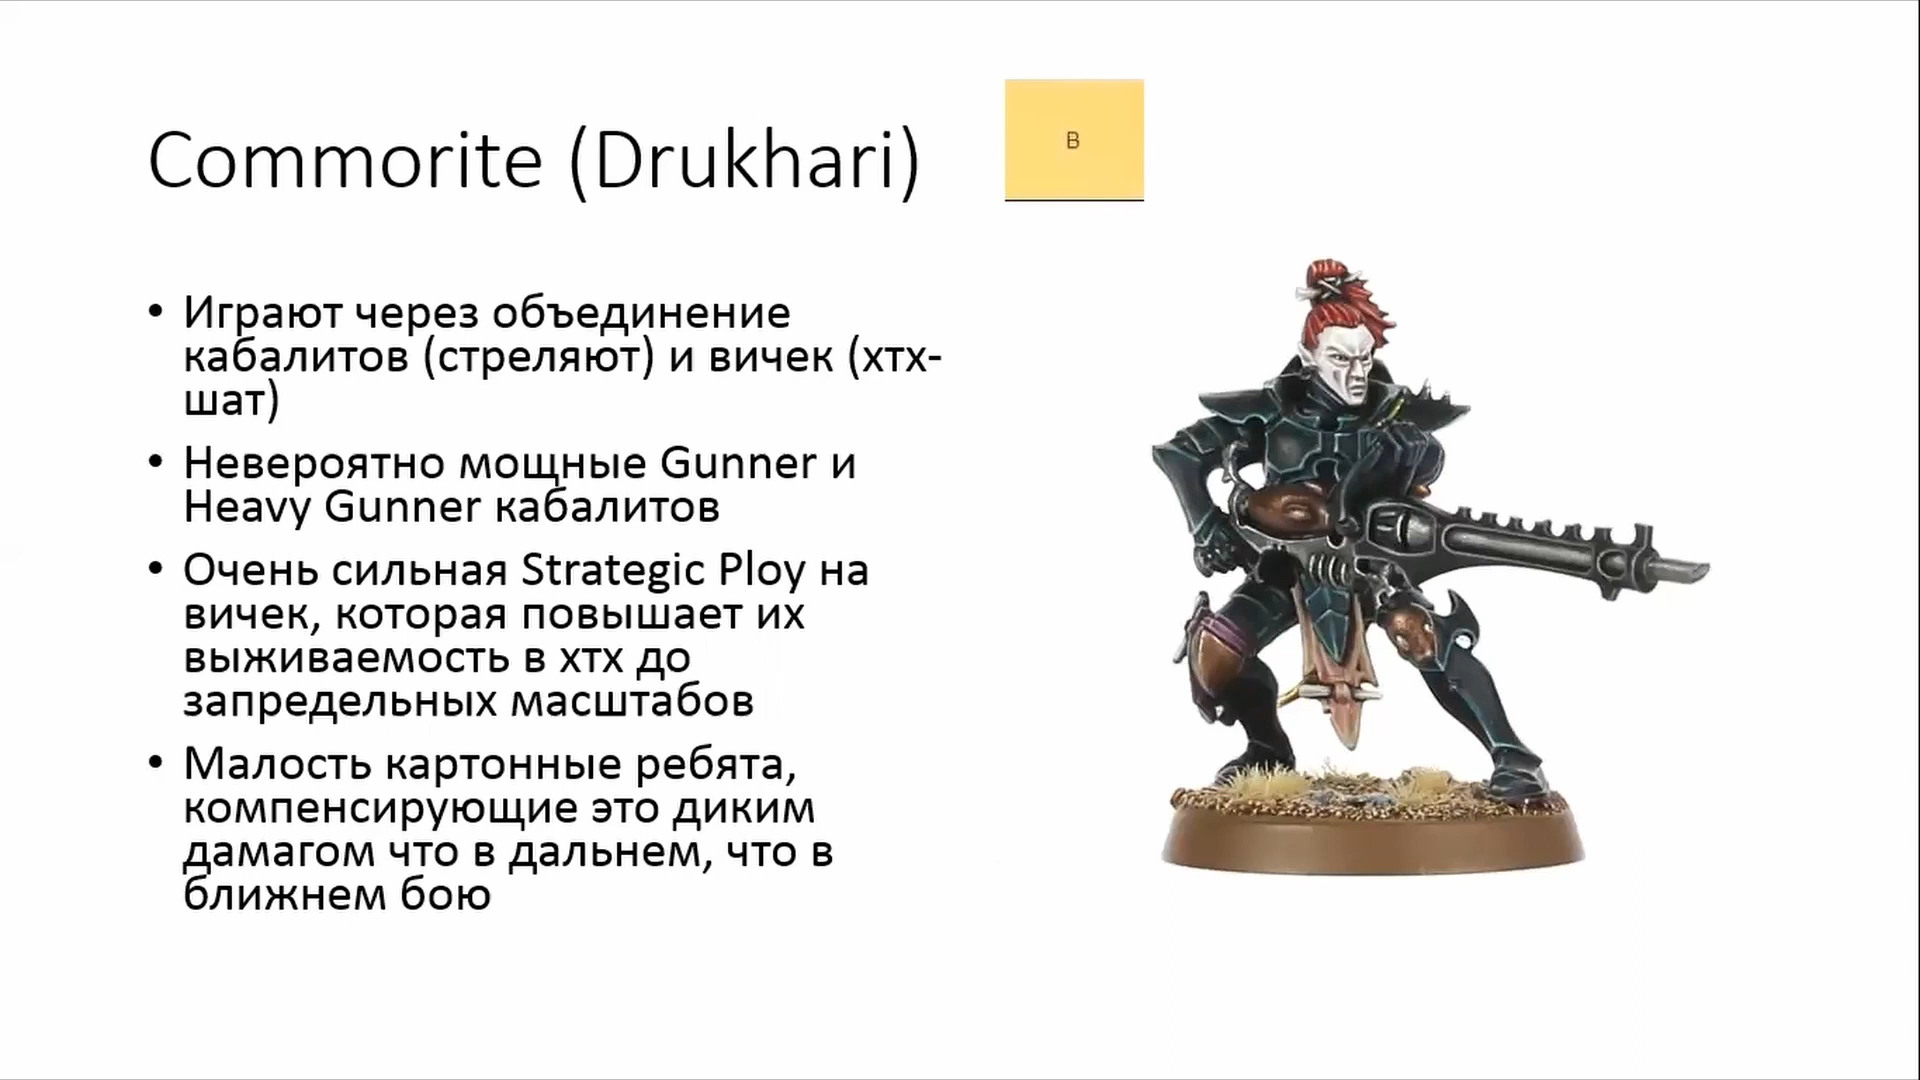 Commorite (Drukhari)
B
• Играют через объединение
кабалитов (стреляют) и вичек (хтх-
шат)
• Невероятно мощные Gunner и
Heavy Gunner кабалитов
• Очень сильная Strategic Ploy на
вичек, которая повышает их
выживаемость в хтх до
запредельных масштабов
• Малость картонные ребята,
компенсирующие это диким
дамагом что в дальнем, что в
ближнем бою